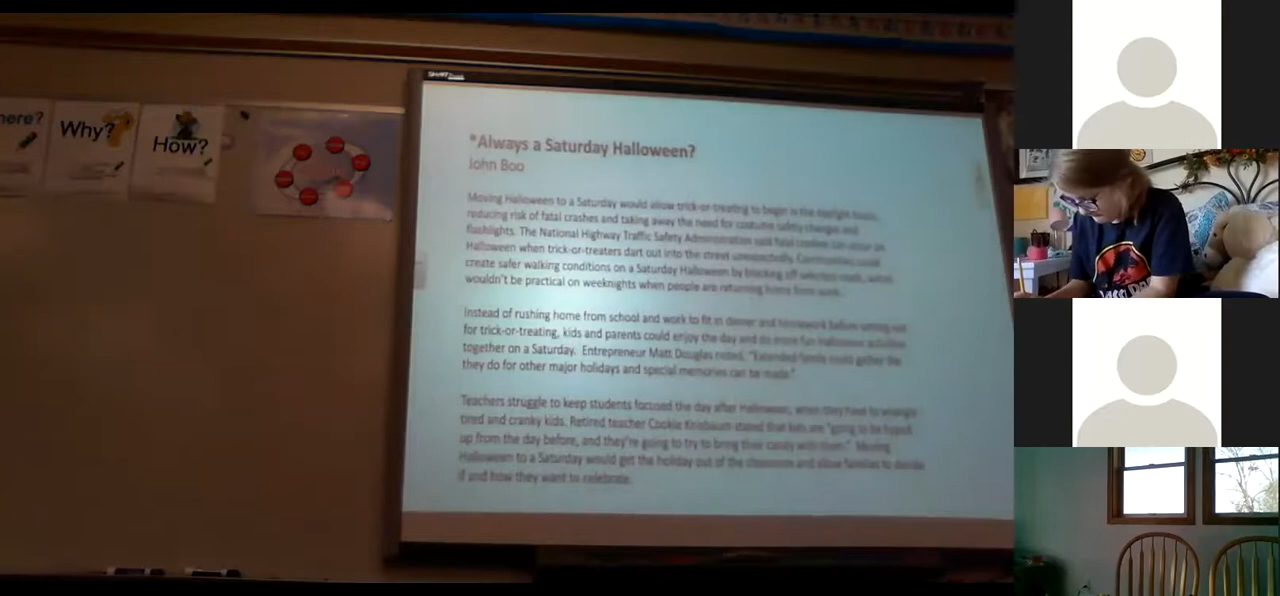 SMART
here?
Why?
How?
*Always a Saturday Halloween?
John Boo
Moving Halloween to a Saturday would allow trick-or-treating to begin in the daylight hours,
reducing risk of fatal crashes and taking away the need for costume safety changes and
flashlights. The National Highway Traffic Safety Administration said fatal crashes can occur on
Halloween when trick-or-treaters dart out into the street unexpectedly. Communities could
create safer walking conditions on a Saturday Halloween by blocking off selected roads, which
wouldn't be practical on weeknights when people are returning home from work.
Instead of rushing home from school and work to fit in dinner and homework before setting out
for trick-or-treating, kids and parents could enjoy the day and do more fun Halloween activities
together on a Saturday. Entrepreneur Matt Douglas noted, "Extended family could gather like
they do for other major holidays and special memories can be made."
Teachers struggle to keep students focused the day after Halloween, when they have to wrangle
tired and cranky kids. Retired teacher Cookie Knisbaum stated that kids are "going to be hyped
up from the day before, and they're going to try to bring their candy with them." Moving
Halloween to a Saturday would get the holiday out of the classroom and allow families to decide
if and how they want to celebrate.